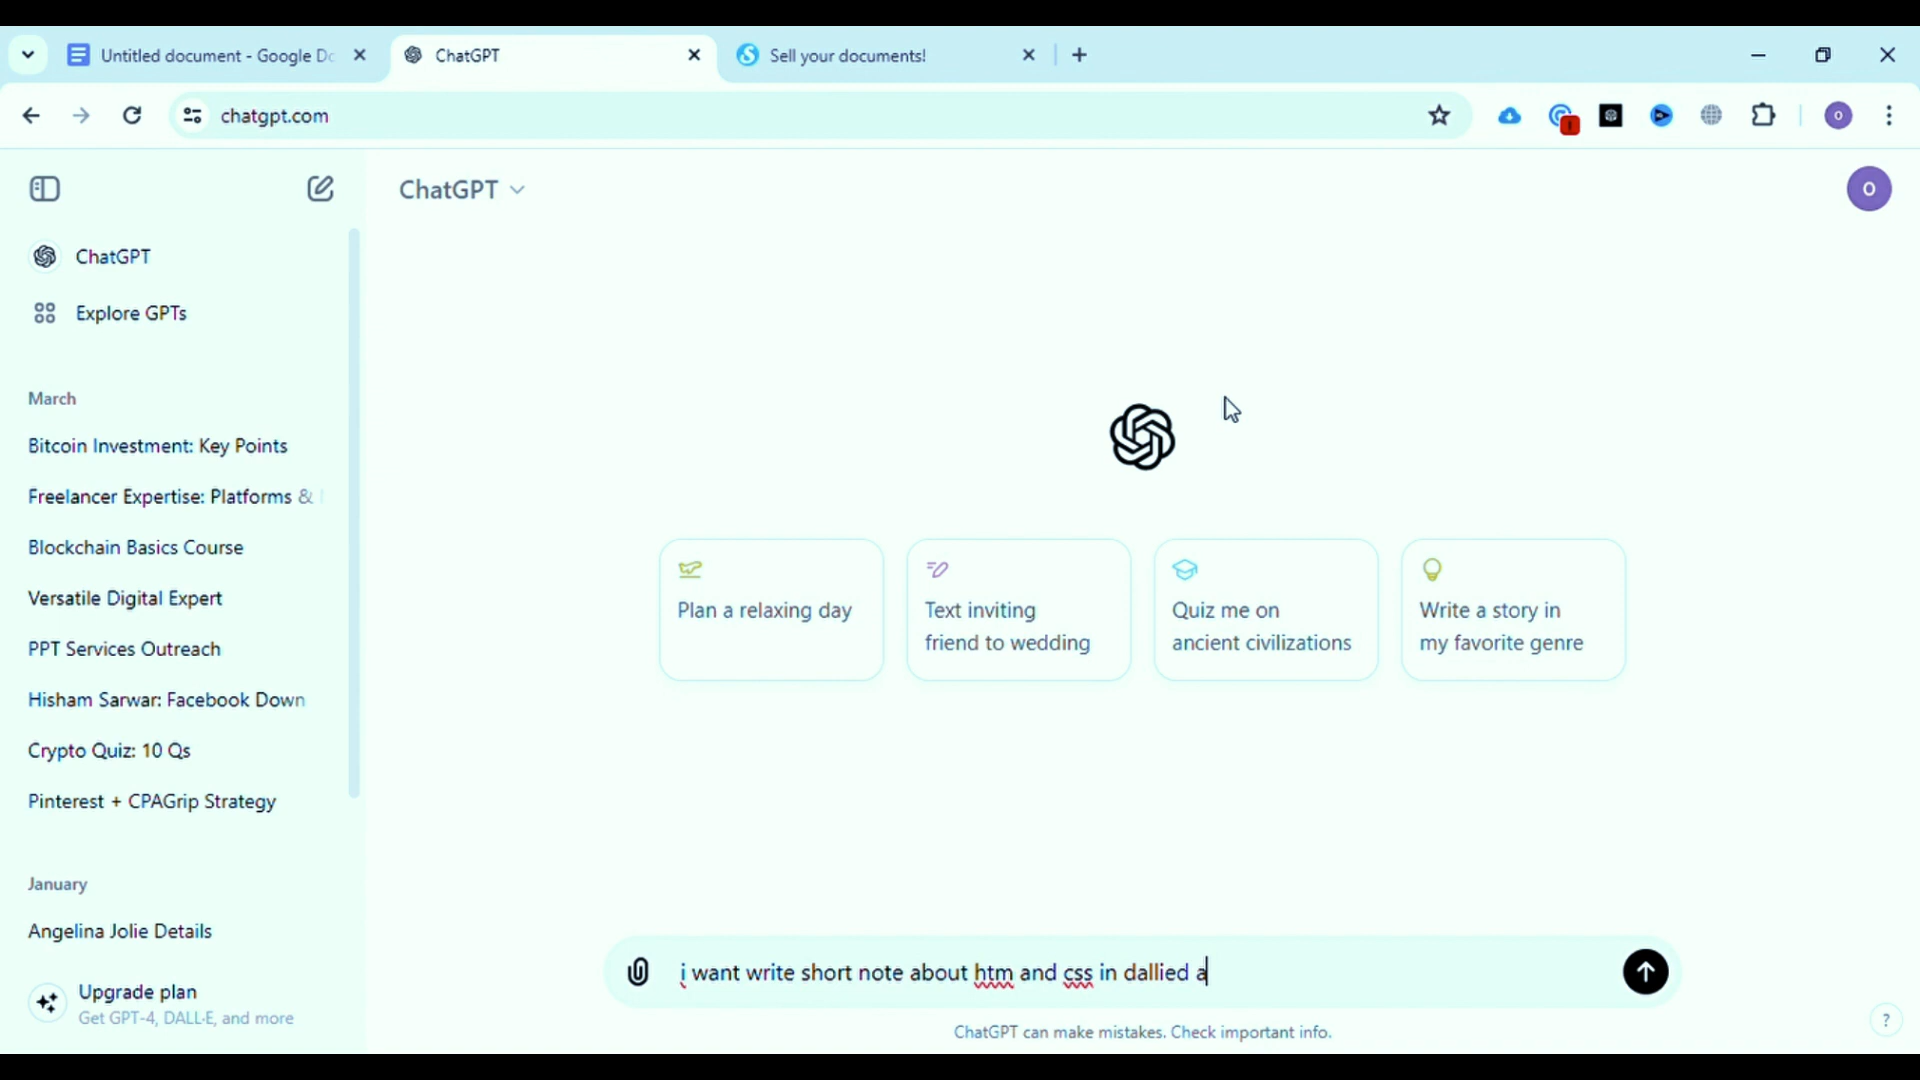 Untitled document - Google Dc
ChatGPT
Sell your documents!
chatgpt.com
O
ChatGPT
O
ChatGPT
Explore GPTs
March
Bitcoin Investment: Key Points
Freelancer Expertise: Platforms &
Blockchain Basics Course
Versatile Digital Expert
PPT Services Outreach
Hisham Sarwar: Facebook Down
Crypto Quiz: 10 Qs
Pinterest + CPAGrip Strategy
January
Angelina Jolie Details
Upgrade plan
Get GPT-4, DALL·E, and more
Plan a relaxing day
Text inviting
friend to wedding
Quiz me on
ancient civilizations
Write a story in
my favorite genre
i want write short note about htm and css in dallied a
ChatGPT can make mistakes. Check important info.
?